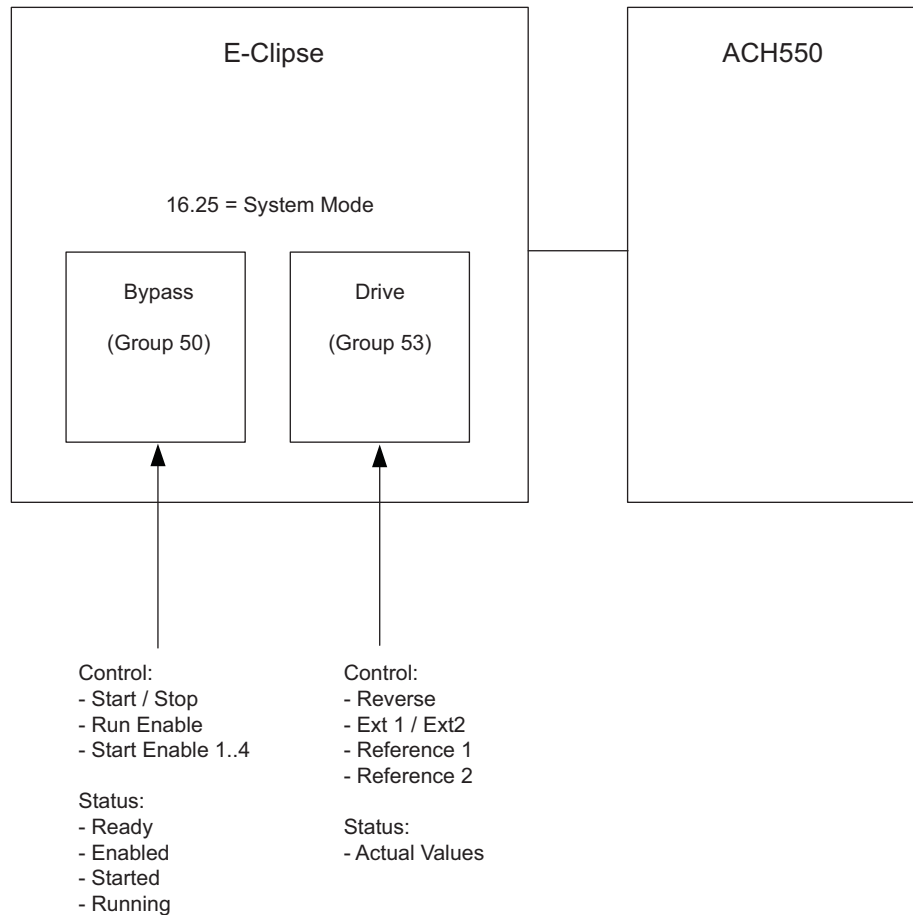 E-Clipse
ACH550
16.25 = System Mode
Bypass
(Group 50)
Drive
(Group 53)
Control:
- Start / Stop
- Run Enable
- Start Enable 1..4
Status:
- Ready
- Enabled
- Started
- Running
Control:
- Reverse
- Ext 1 / Ext2
- Reference 1
- Reference 2
Status:
- Actual Values